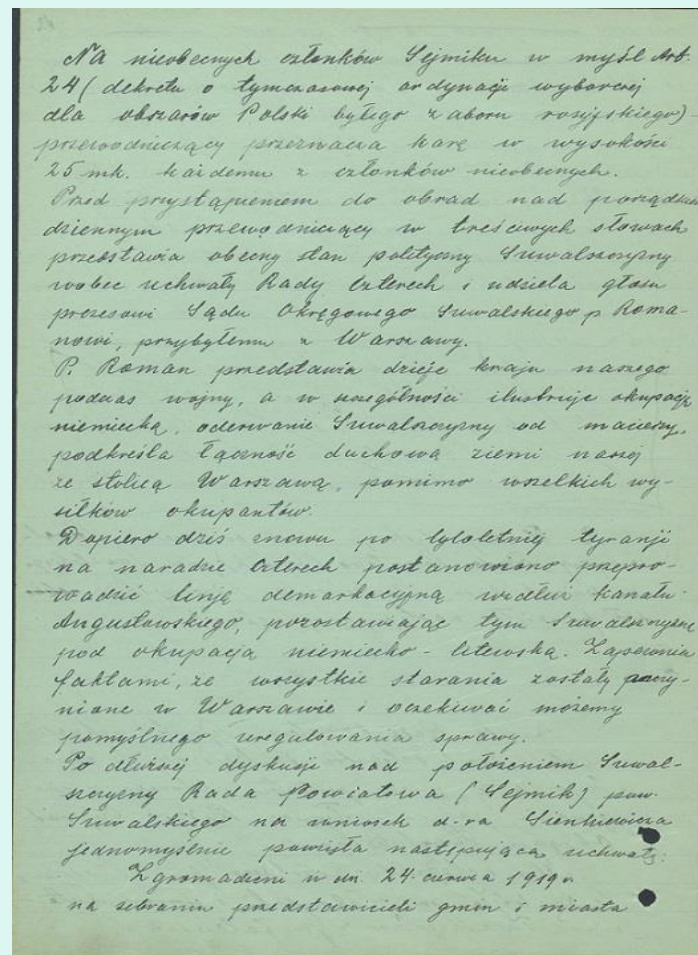 Na nieobecnych członków Sejmiku w myśl Art.
24 (dekretu o tymczasowej ordynacji wyborczej
dla obszarów Polski byłego zaboru rosyjskiego)
przewodniczący przeznacza karę w wysokości
25 mk. każdemu z członków nieobecnych.
Przed przystąpieniem do obrad nad porządkiem
dziennym przewodniczący w treściwych słowach
przedstawia obecny stan polityczny Suwalszczyzny
wobec uchwały Rady Czterech i udziela głosu
prezesowi Sądu Okręgowego Suwalskiego p. Roma-
nowi, przybyłemu z Warszawy.
P. Roman przedstawia dzieje kraju naszego
podczas wojny, a w szczególności ilustruje okupację
niemiecką, oderwanie Suwalszczyzny od macierzy,
podkreśla łączność duchową ziemi naszej
ze stolicą Warszawą, pomimo wszelkich wy-
siłków okupantów.
Dopiero dziś znowu po tyloletniej tyranji
na naradzie Czterech postanowiono przepro-
wadzić linję demarkacyjną wzdłuż kanału
Augustowskiego, pozostawiając tym Suwalszczyznę
pod okupacją niemiecko-litewską. Zapewnia
faktami, że wszystkie starania zostały poczy-
nione w Warszawie i oczekiwać możemy
pomyślnego uregulowania sprawy.
Po dłuższej dyskusji nad położeniem Suwal-
szczyzny Rada Powiatowa (Sejmik) pow.
Suwalskiego na wniosek d-ra Sienkiewicza
jednomyślnie powzięła następującą uchwałę:
Zgromadzeni w dn. 24 czerwca 1919 r.
na zebraniu przedstawicieli gmin i miasta